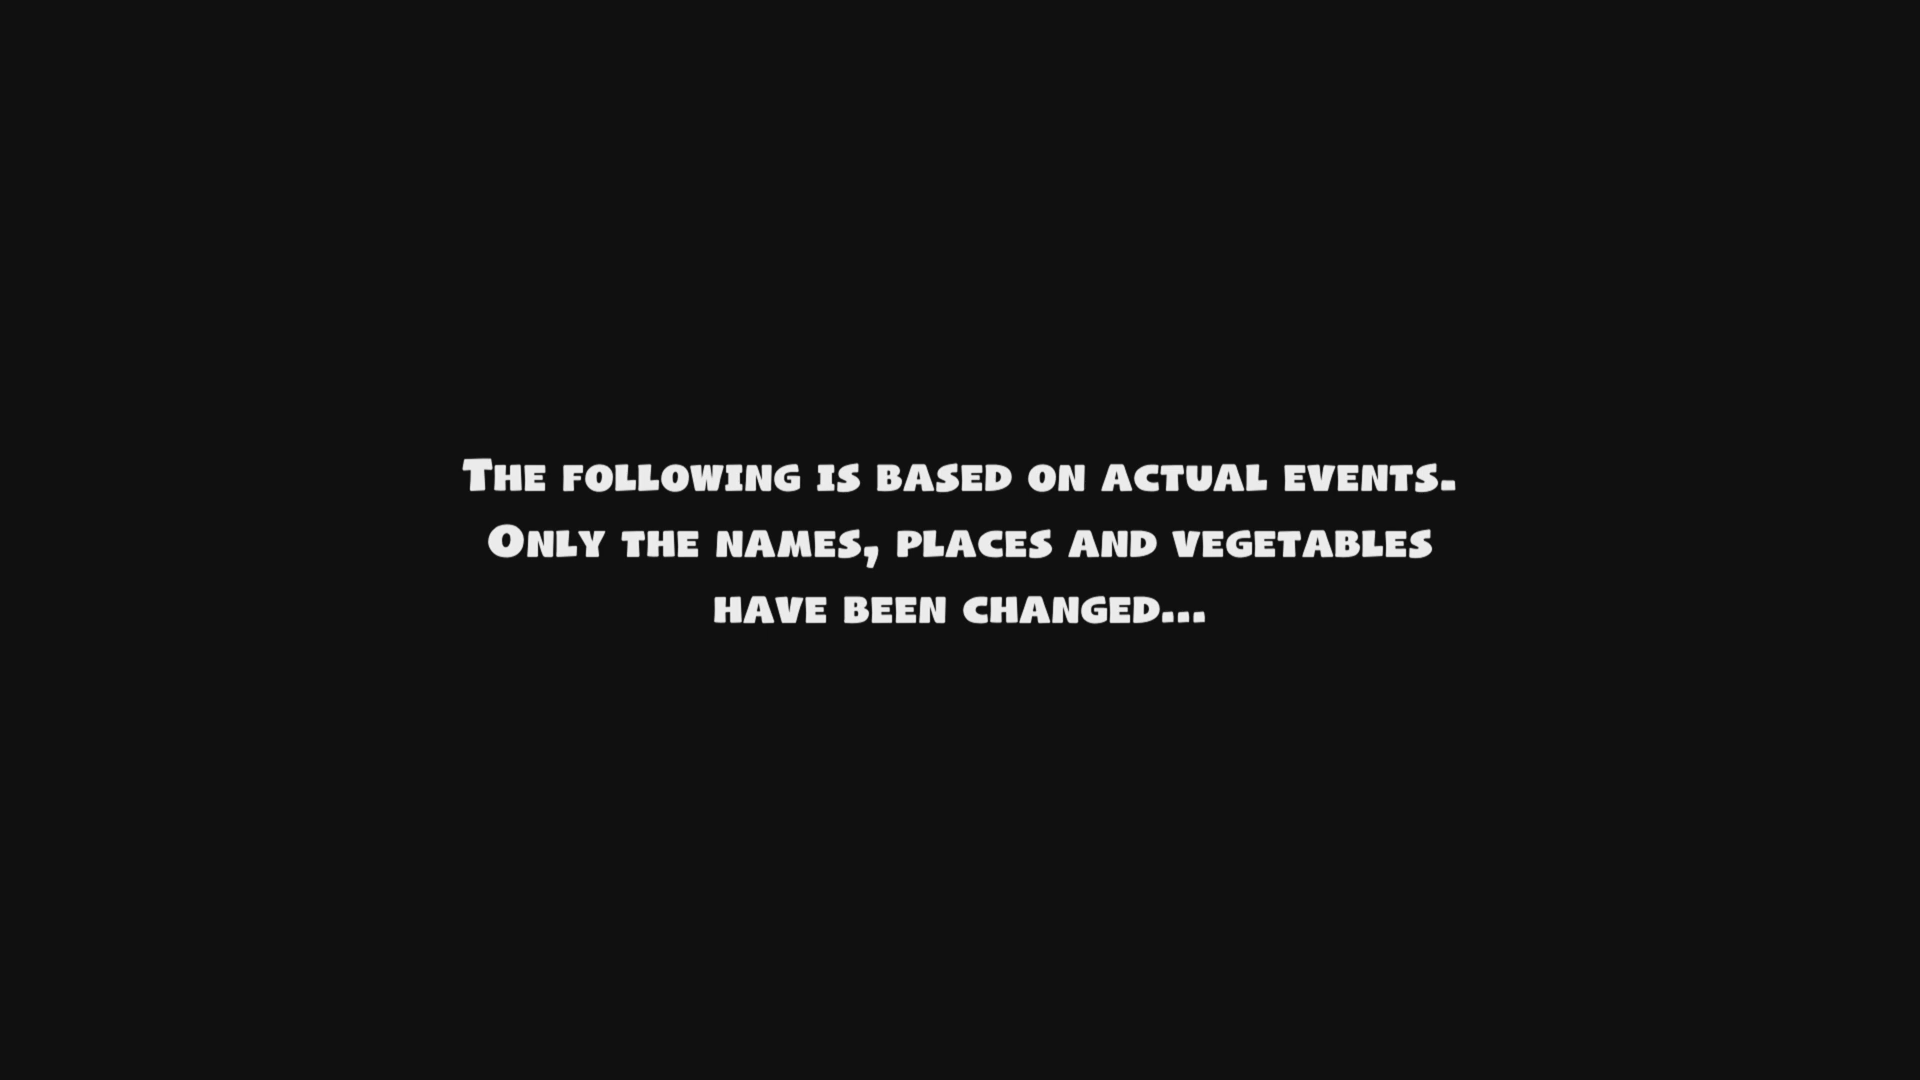 The following is based on actual events.
Only the names, places and vegetables
have been changed...